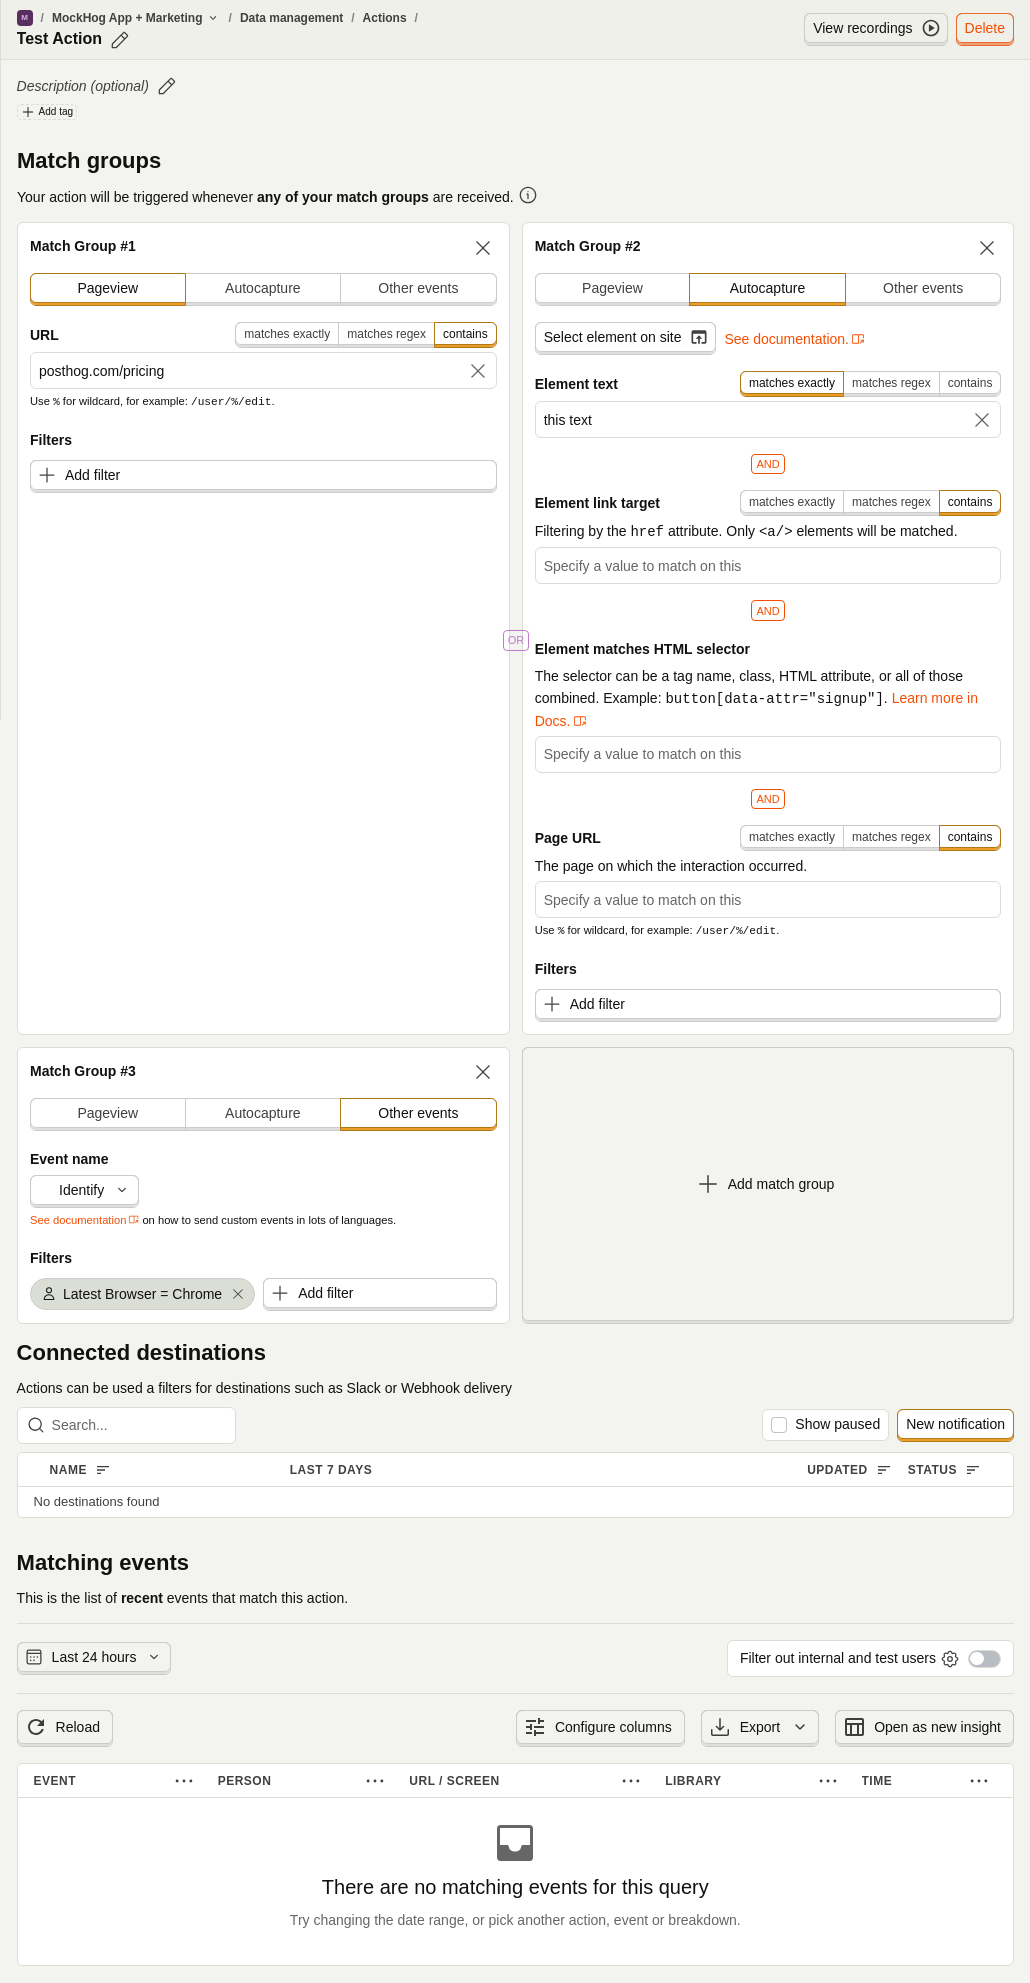 M / MockHog App + Marketing / Data management / Actions /
Test Action
View recordings
Delete
Description (optional)
Add tag
Match groups
Your action will be triggered whenever any of your match groups are received.
Match Group #1
Pageview Autocapture Other events
URL matches exactly matches regex contains
posthog.com/pricing
Use % for wildcard, for example: /user/%/edit.
Filters
Add filter
OR
Match Group #2
Pageview Autocapture Other events
Select element on site See documentation.
Element text matches exactly matches regex contains
this text
AND
Element link target matches exactly matches regex contains
Filtering by the href attribute. Only <a/> elements will be matched.
Specify a value to match on this
AND
Element matches HTML selector
The selector can be a tag name, class, HTML attribute, or all of those
combined. Example: button[data-attr="signup"]. Learn more in
Docs.
Specify a value to match on this
AND
Page URL matches exactly matches regex contains
The page on which the interaction occurred.
Specify a value to match on this
Use % for wildcard, for example: /user/%/edit.
Filters
Add filter
Match Group #3
Pageview Autocapture Other events
Event name
Identify
See documentation on how to send custom events in lots of languages.
Filters
Latest Browser = Chrome Add filter
Add match group
Connected destinations
Actions can be used a filters for destinations such as Slack or Webhook delivery
Search... Show paused New notification
NAME LAST 7 DAYS UPDATED STATUS
No destinations found
Matching events
This is the list of recent events that match this action.
Last 24 hours Filter out internal and test users
Reload Configure columns Export Open as new insight
EVENT PERSON URL / SCREEN LIBRARY TIME
There are no matching events for this query
Try changing the date range, or pick another action, event or breakdown.